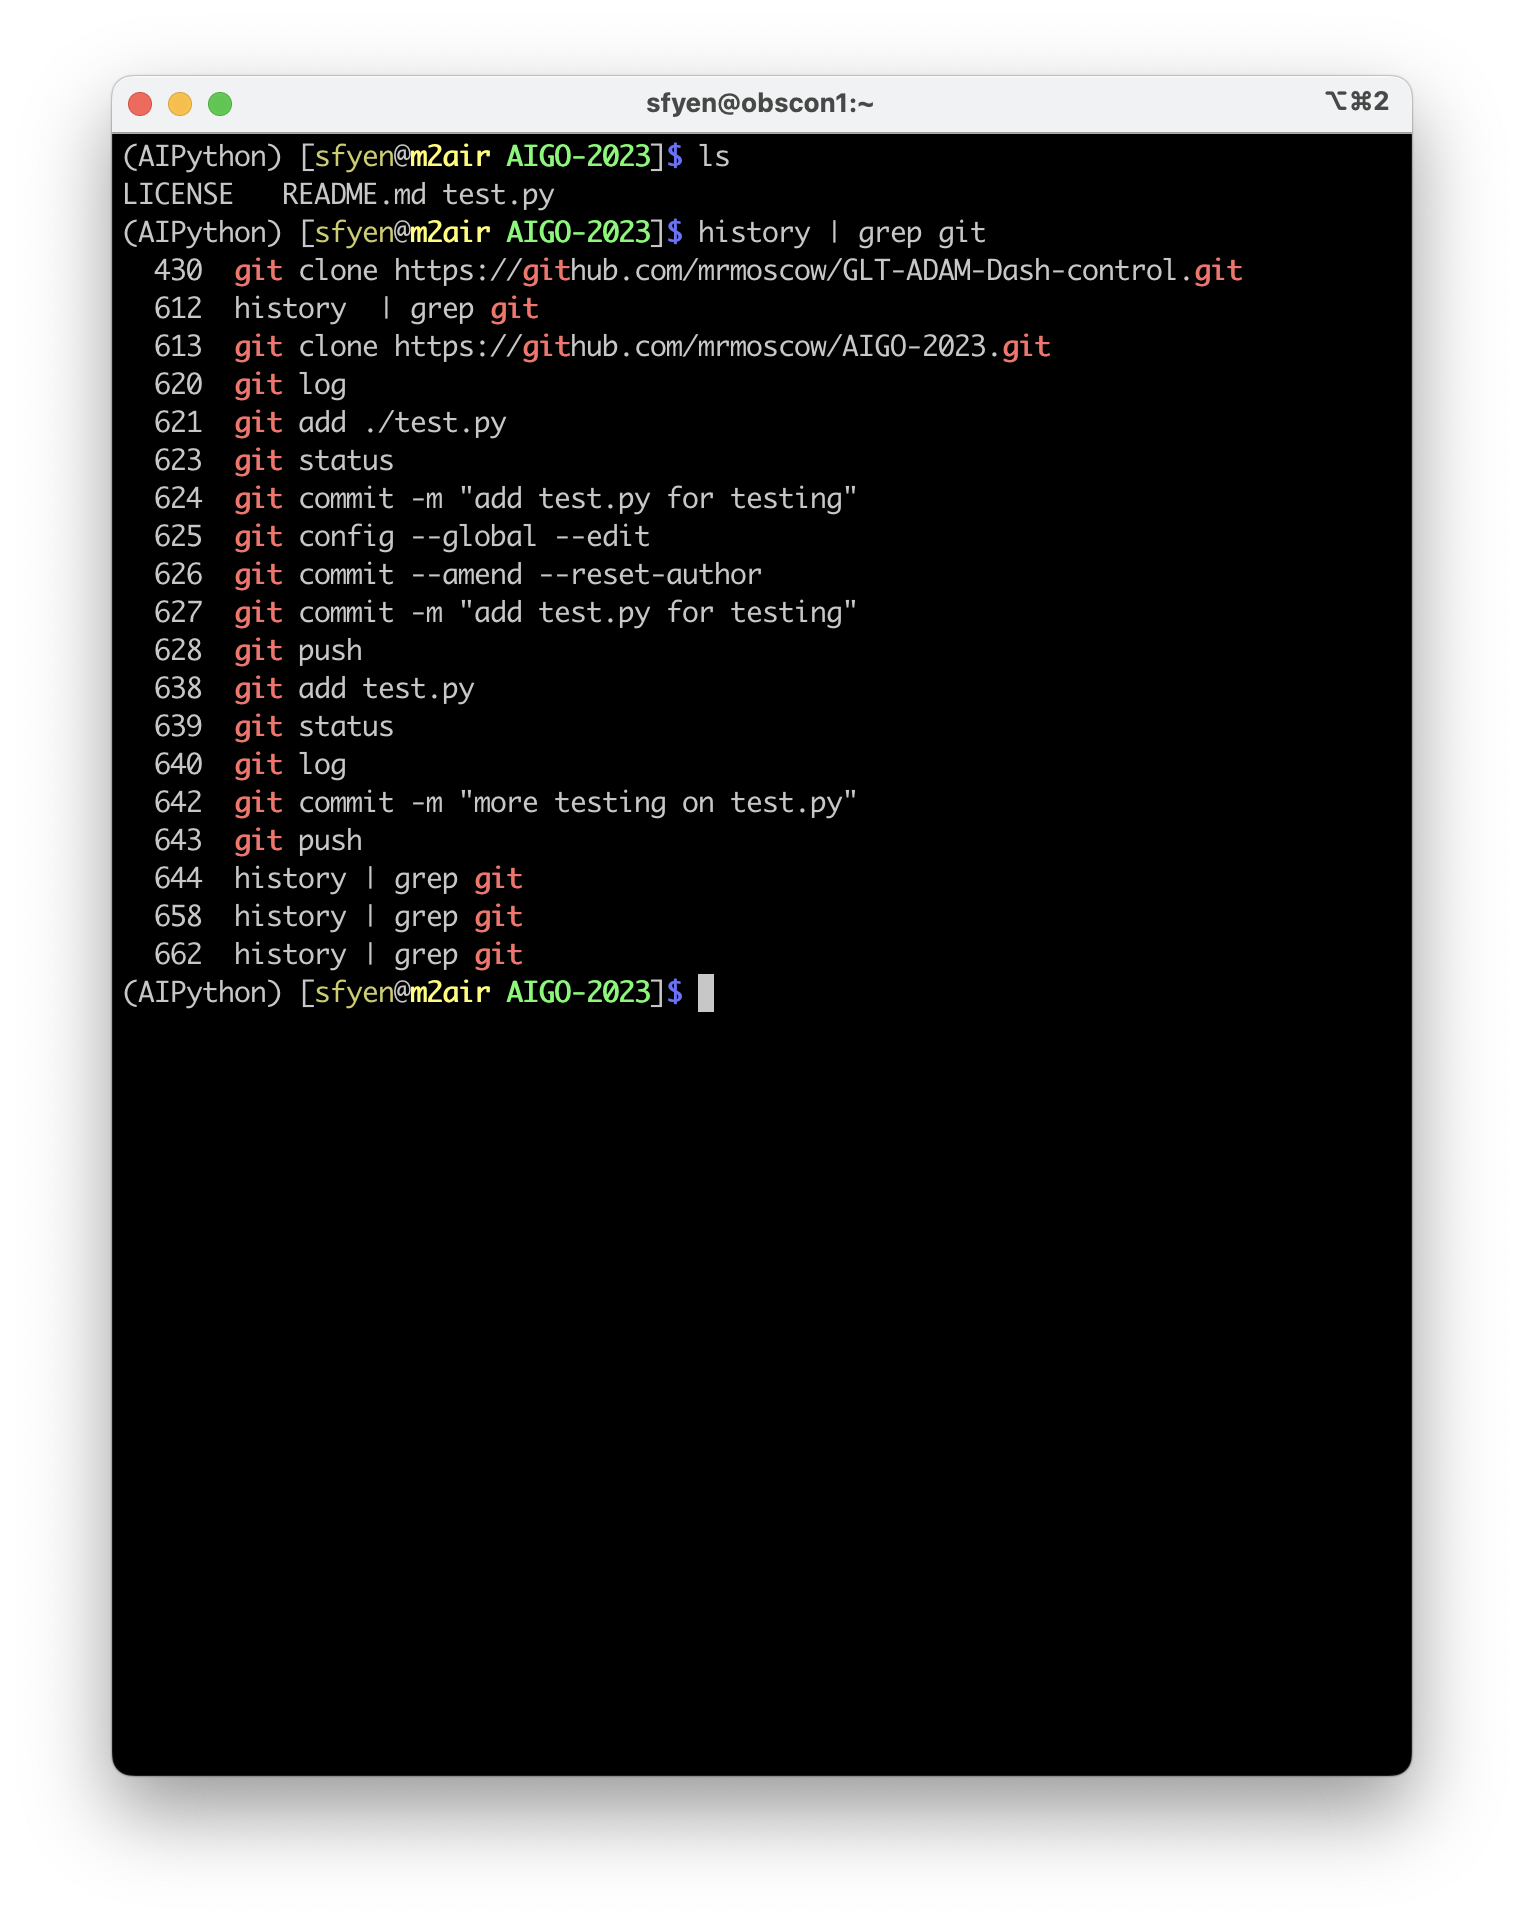 sfyen@obscon1:~ ⌥⌘2
(AIPython) [sfyen@m2air AIGO-2023]$ ls
LICENSE   README.md test.py
(AIPython) [sfyen@m2air AIGO-2023]$ history | grep git
  430  git clone https://github.com/mrmoscow/GLT-ADAM-Dash-control.git
  612  history  | grep git
  613  git clone https://github.com/mrmoscow/AIGO-2023.git
  620  git log
  621  git add ./test.py
  623  git status
  624  git commit -m "add test.py for testing"
  625  git config --global --edit
  626  git commit --amend --reset-author
  627  git commit -m "add test.py for testing"
  628  git push
  638  git add test.py
  639  git status
  640  git log
  642  git commit -m "more testing on test.py"
  643  git push
  644  history | grep git
  658  history | grep git
  662  history | grep git
(AIPython) [sfyen@m2air AIGO-2023]$